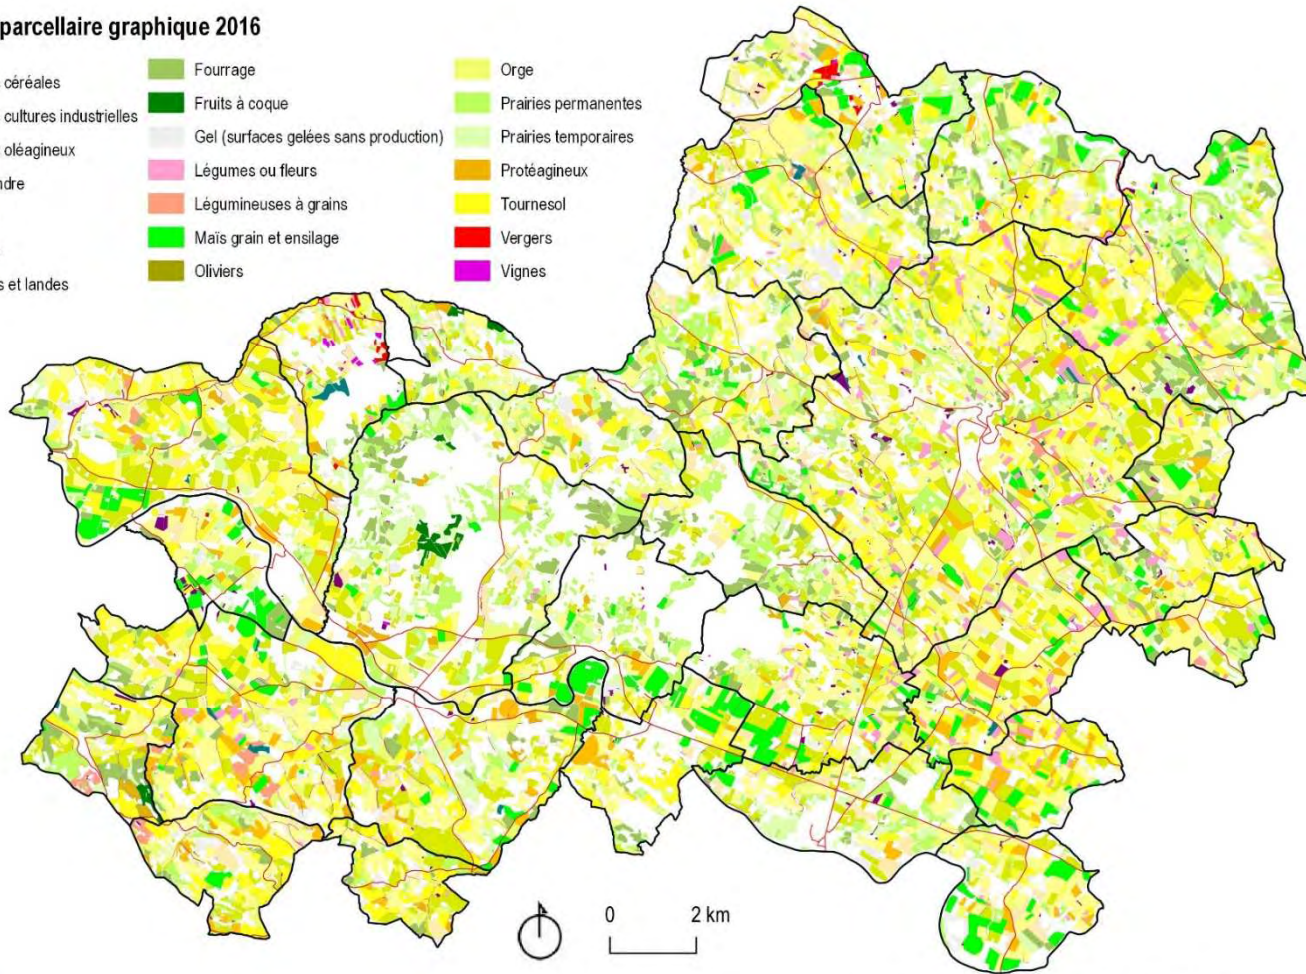 parcellaire graphique 2016
céréales
cultures industrielles
oléagineux
ndre
s et landes
Fourrage
Fruits à coque
Gel (surfaces gelées sans production)
Légumes ou fleurs
Légumineuses à grains
Maïs grain et ensilage
Oliviers
Orge
Prairies permanentes
Prairies temporaires
Protéagineux
Tournesol
Vergers
Vignes
0 2 km